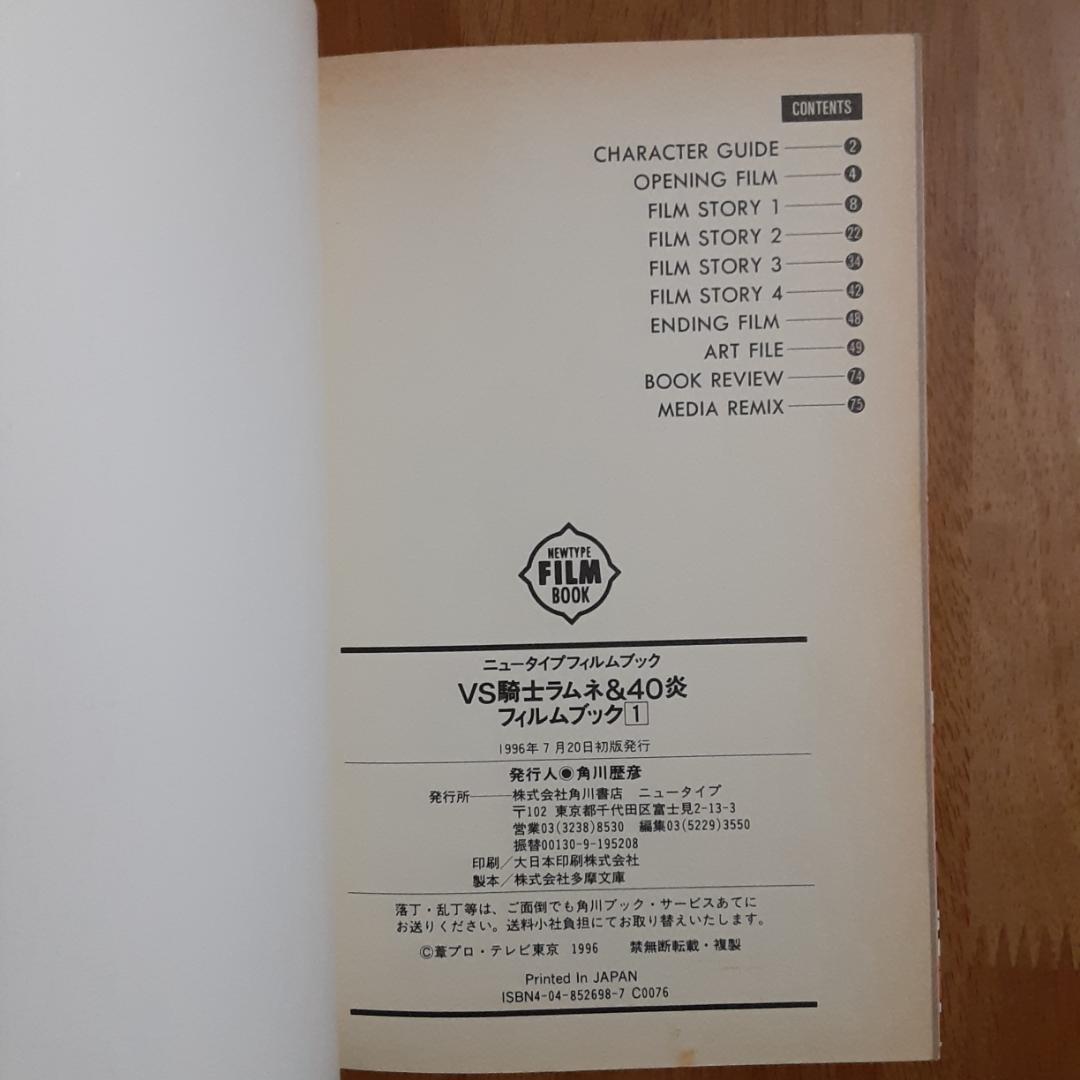 CONTENTS
CHARACTER GUIDE 2
OPENING FILM 4
FILM STORY 1 8
FILM STORY 2 22
FILM STORY 3 34
FILM STORY 4 42
ENDING FILM 48
ART FILE 49
BOOK REVIEW 74
MEDIA REMIX 75
NEWTYPE
FILM
BOOK
ニュータイプフィルムブック
VS騎士ラムネ&40炎
フィルムブック1
1996年7月20日初版発行
発行人◉角川歴彦
発行所――株式会社角川書店 ニュータイプ
〒102 東京都千代田区富士見2-13-3
営業03(3238)8530 編集03(5229)3550
振替00130-9-195208
印刷/大日本印刷株式会社
製本/株式会社多摩文庫
落丁・乱丁等は、ご面倒でも角川ブック・サービスあてに
お送りください。送料小社負担にてお取り替えいたします。
©葦プロ・テレビ東京 1996 禁無断転載・複製
Printed In JAPAN
ISBN4-04-852698-7 C0076